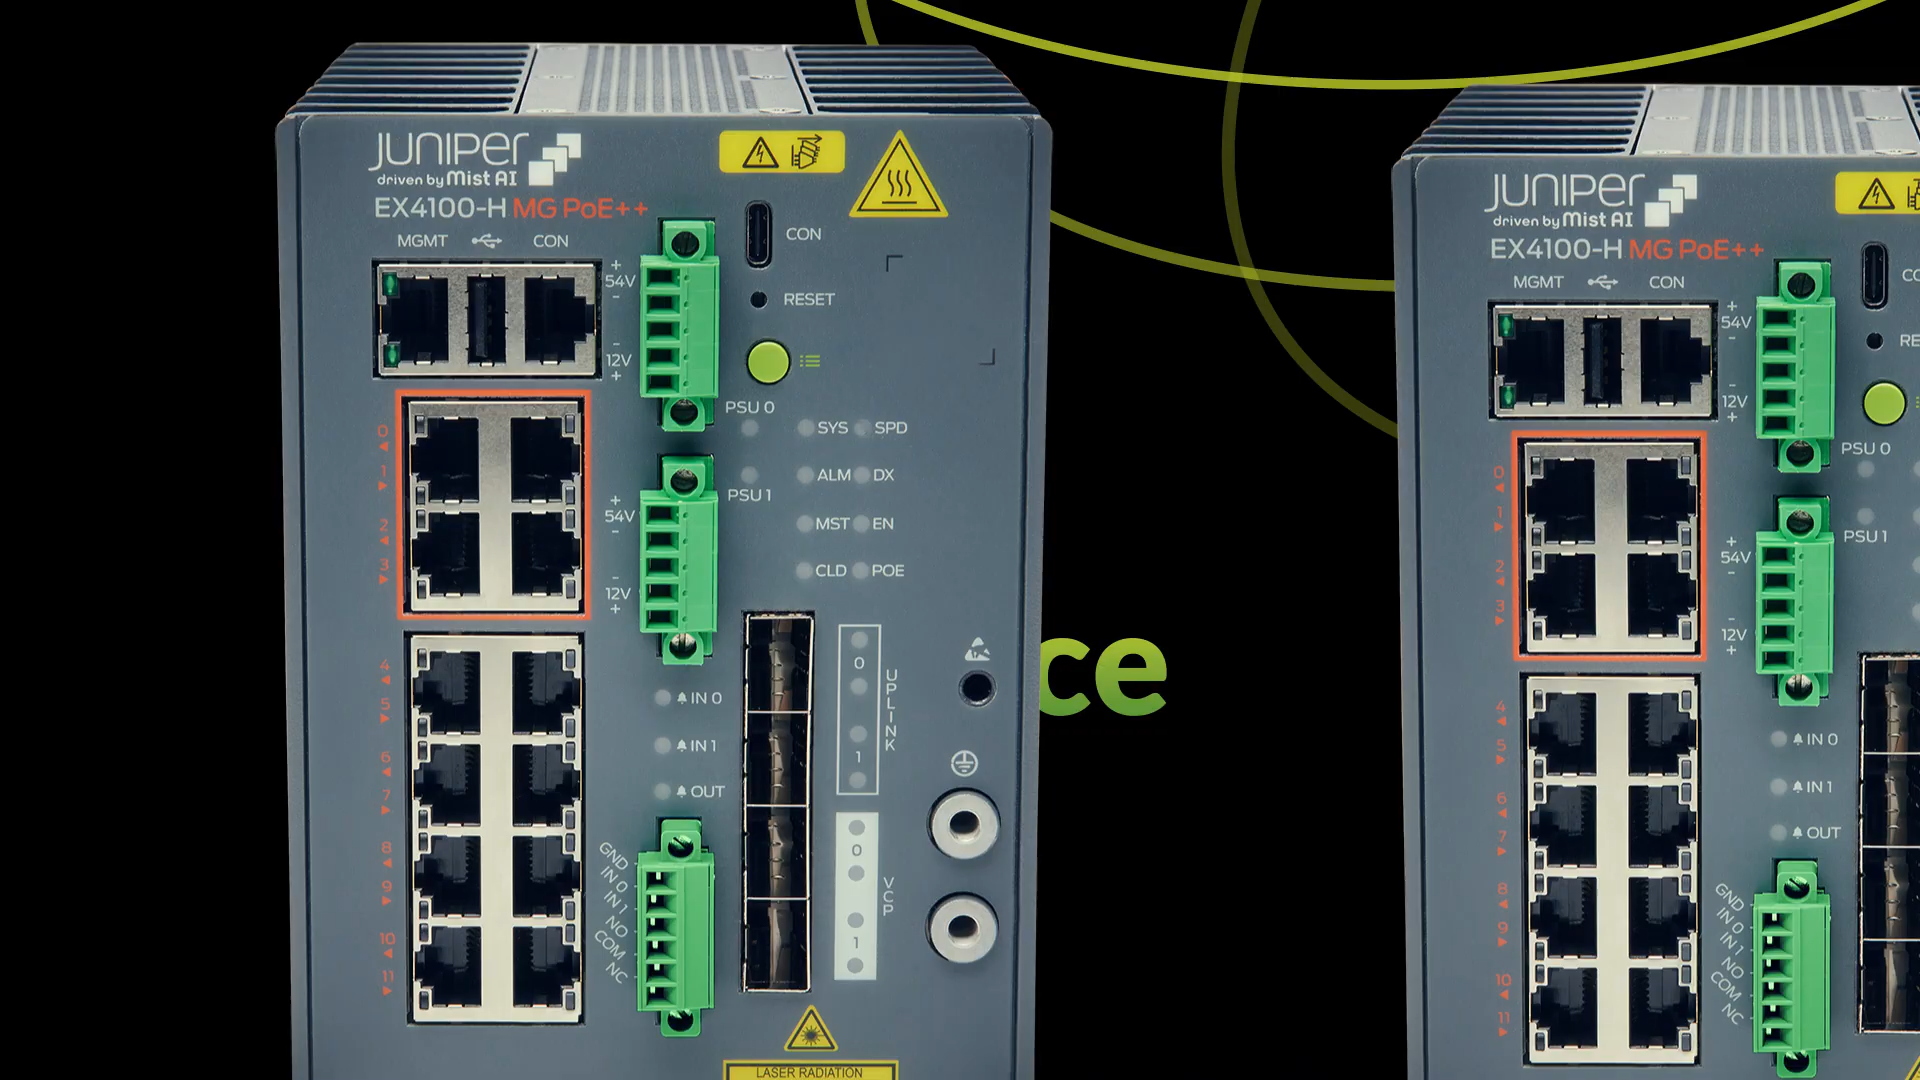 JUNIPER
driven by Mist AI
EX4100-H MG PoE++
MGMT CON
+
54V
-
-
12V
+
CON
RESET
PSU 0
SYS SPD
PSU 1
ALM DX
MST EN
CLD POE
0
1
2
3
+
54V
-
-
12V
+
4
5
6
7
8
9
10
11
IN 0
IN 1
OUT
GND
IN 0
IN 1
NO
COM
NC
0
1
UPLINK
0
1
VCP
LASER RADIATION
ce
JUNIPER
driven by Mist AI
EX4100-H MG PoE++
MGMT CON
+
54V
-
-
12V
+
PSU 0
PSU 1
0
1
2
3
+
54V
-
-
12V
+
4
5
6
7
8
9
10
11
IN 0
IN 1
OUT
GND
IN 0
IN 1
NO
COM
NC